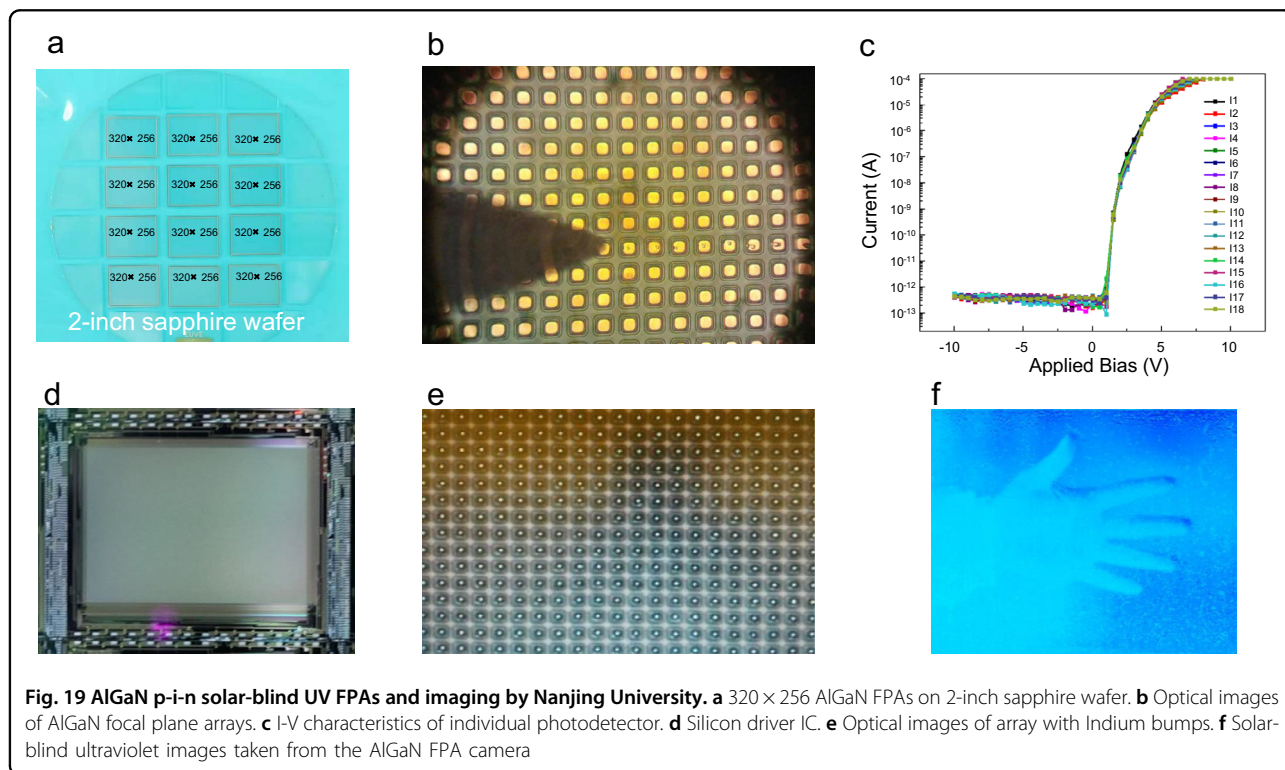 a
320× 256 320× 256 320× 256
320× 256 320× 256 320× 256
320× 256 320× 256 320× 256
320× 256 320× 256 320× 256
2-inch sapphire wafer
b
c
Current (A)
10⁻⁴
10⁻⁵
10⁻⁶
10⁻⁷
10⁻⁸
10⁻⁹
10⁻¹⁰
10⁻¹¹
10⁻¹²
10⁻¹³
-10 -5 0 5 10
Applied Bias (V)
I1
I2
I3
I4
I5
I6
I7
I8
I9
I10
I11
I12
I13
I14
I15
I16
I17
I18
d
e
f
Fig. 19 AlGaN p-i-n solar-blind UV FPAs and imaging by Nanjing University. a 320 × 256 AlGaN FPAs on 2-inch sapphire wafer. b Optical images
of AlGaN focal plane arrays. c I-V characteristics of individual photodetector. d Silicon driver IC. e Optical images of array with Indium bumps. f Solar-
blind ultraviolet images taken from the AlGaN FPA camera